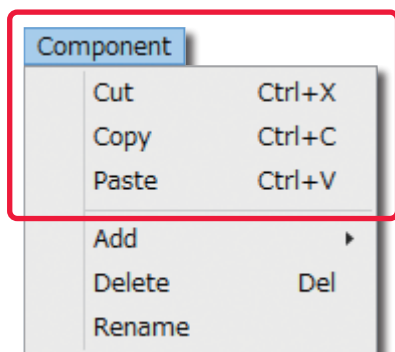 Component
Cut Ctrl+X
Copy Ctrl+C
Paste Ctrl+V
Add
Delete Del
Rename